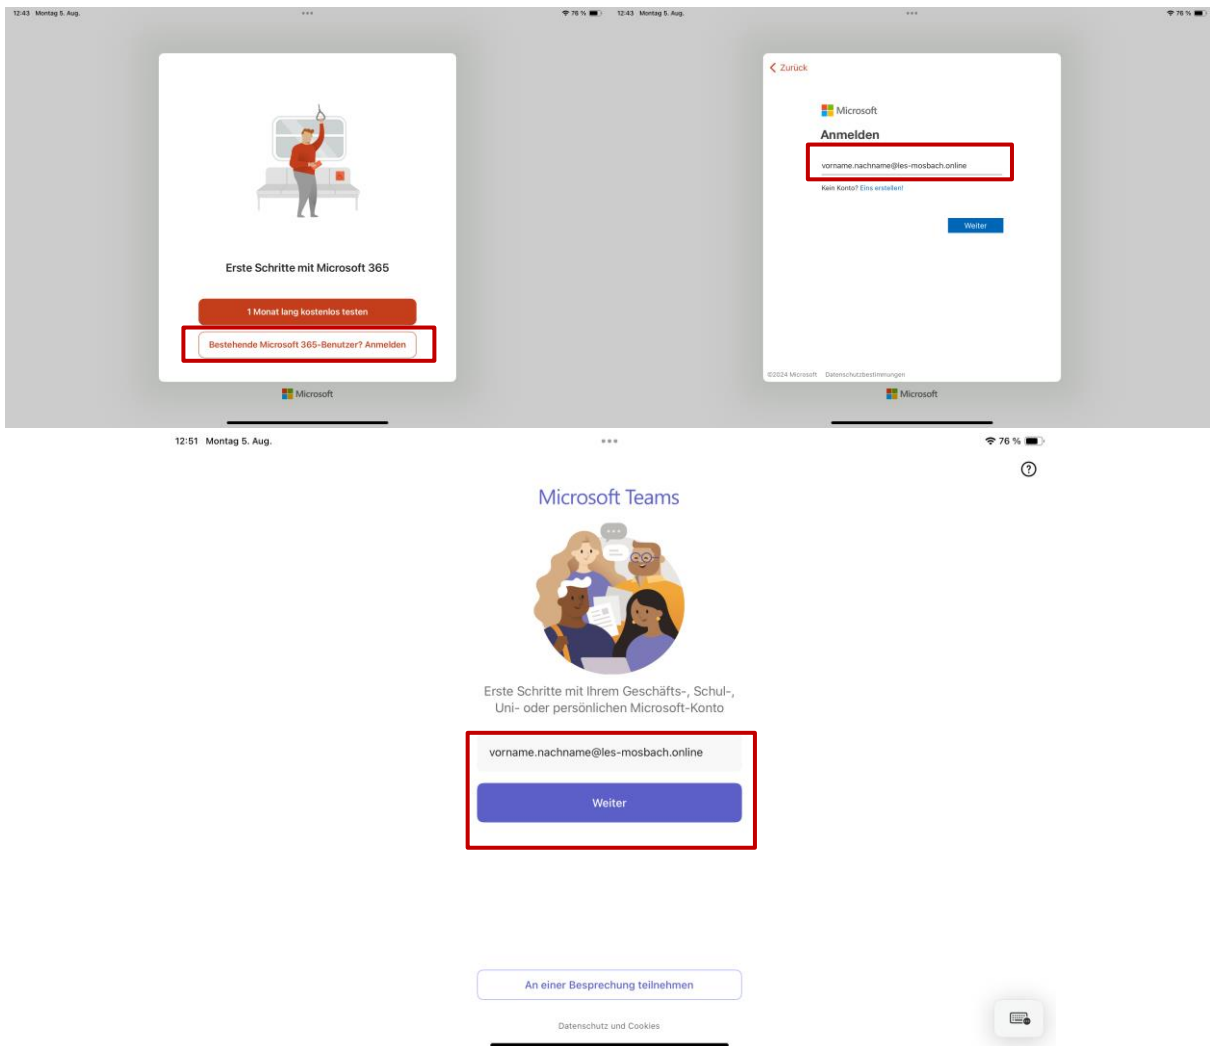 12:43 Montag 5. Aug.
76 %
Erste Schritte mit Microsoft 365
1 Monat lang kostenlos testen
Bestehende Microsoft 365-Benutzer? Anmelden
Microsoft
12:43 Montag 5. Aug.
76 %
Zurück
Microsoft
Anmelden
vorname.nachname@les-mosbach.online
Kein Konto? Eins erstellen!
Weiter
©2024 Microsoft Datenschutzbestimmungen
Microsoft
12:51 Montag 5. Aug.
76 %
Microsoft Teams
Erste Schritte mit Ihrem Geschäfts-, Schul-,
Uni- oder persönlichen Microsoft-Konto
vorname.nachname@les-mosbach.online
Weiter
An einer Besprechung teilnehmen
Datenschutz und Cookies